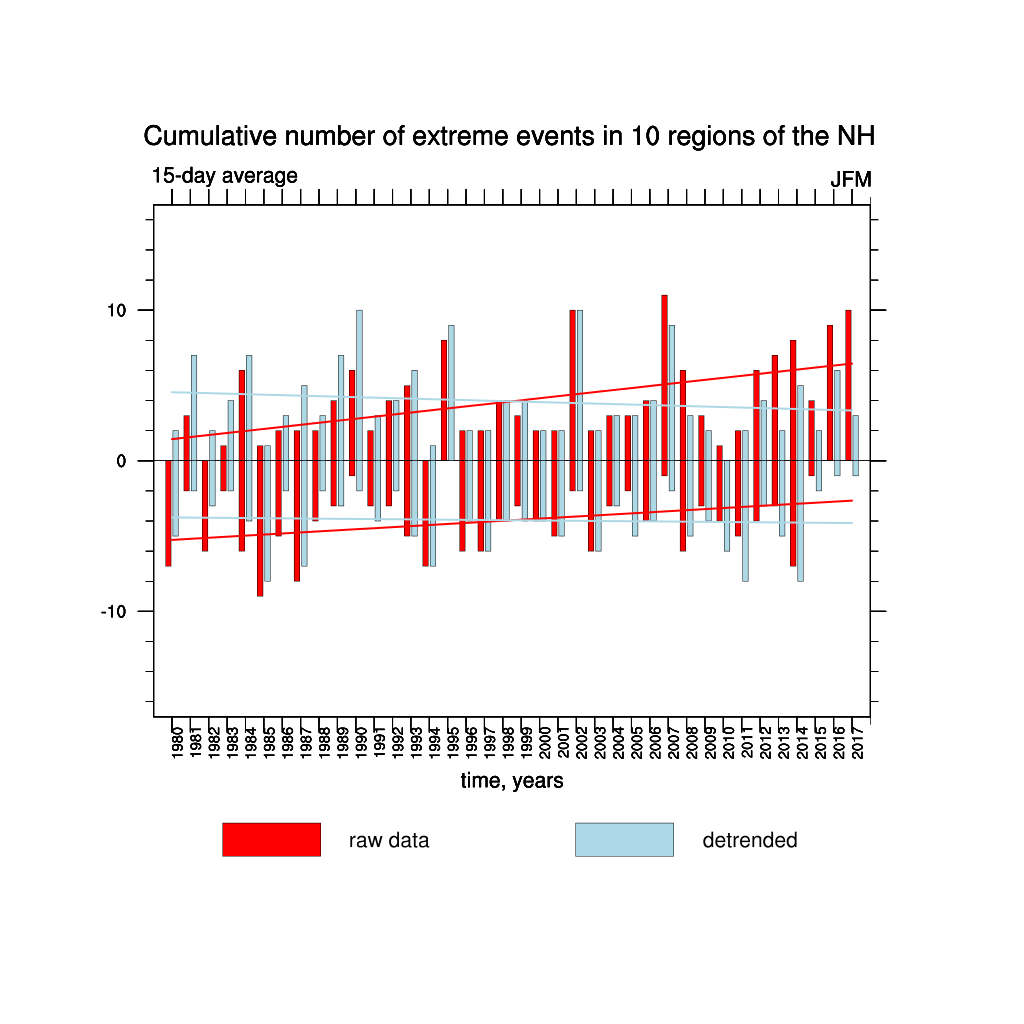 Cumulative number of extreme events in 10 regions of the NH
15-day average
JFM
10
0
-10
1980 1981 1982 1983 1984 1985 1986 1987 1988 1989 1990 1991 1992 1993 1994 1995 1996 1997 1998 1999 2000 2001 2002 2003 2004 2005 2006 2007 2008 2009 2010 2011 2012 2013 2014 2015 2016 2017
time, years
raw data
detrended